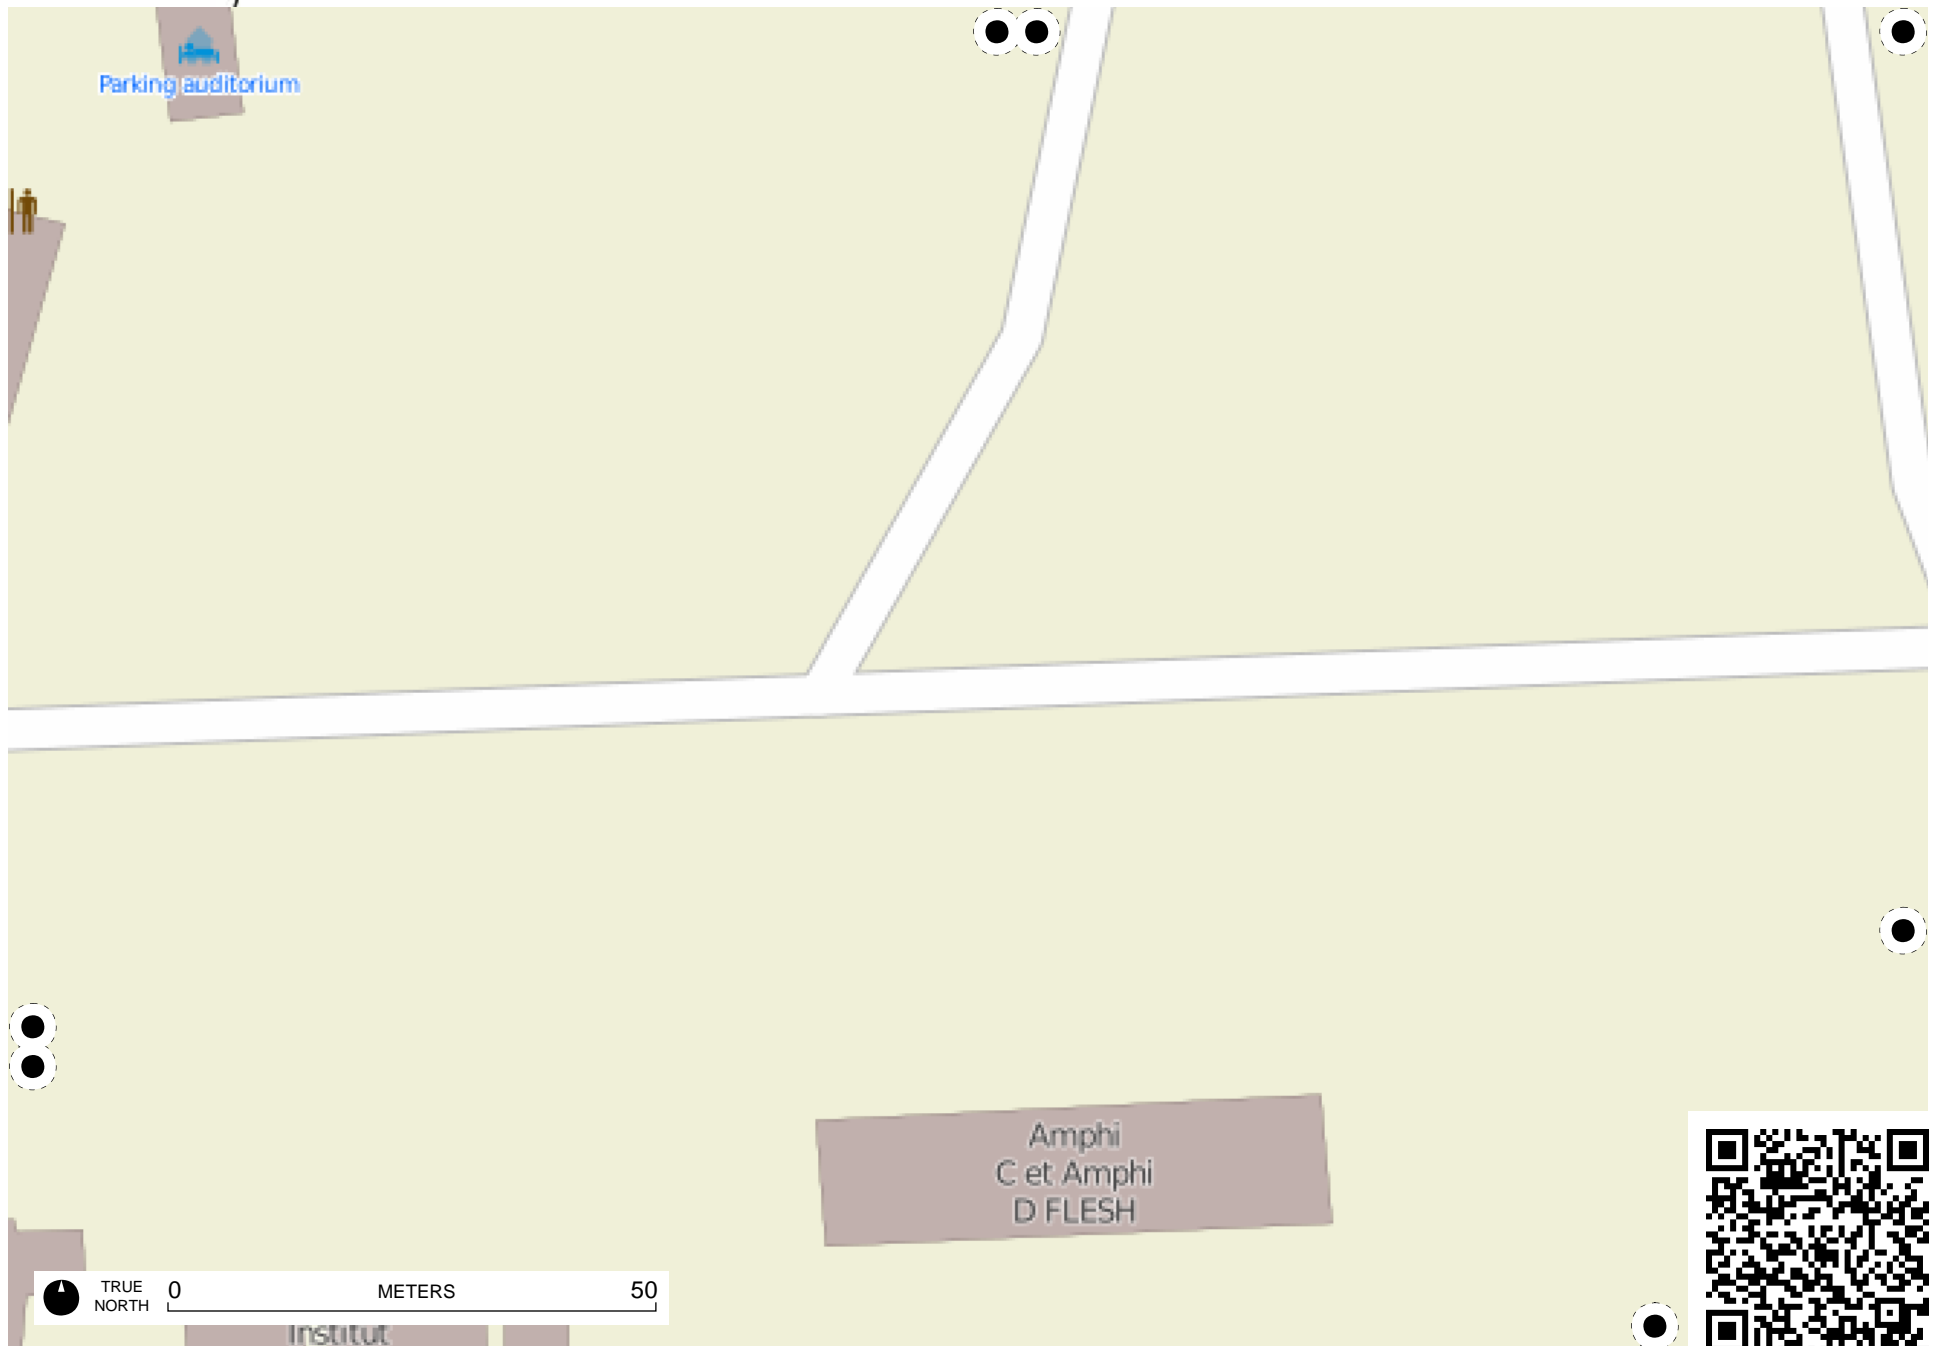 Parking auditorium
Amphi
C et Amphi
D FLESH
TRUE
NORTH
0 METERS 50
Institut